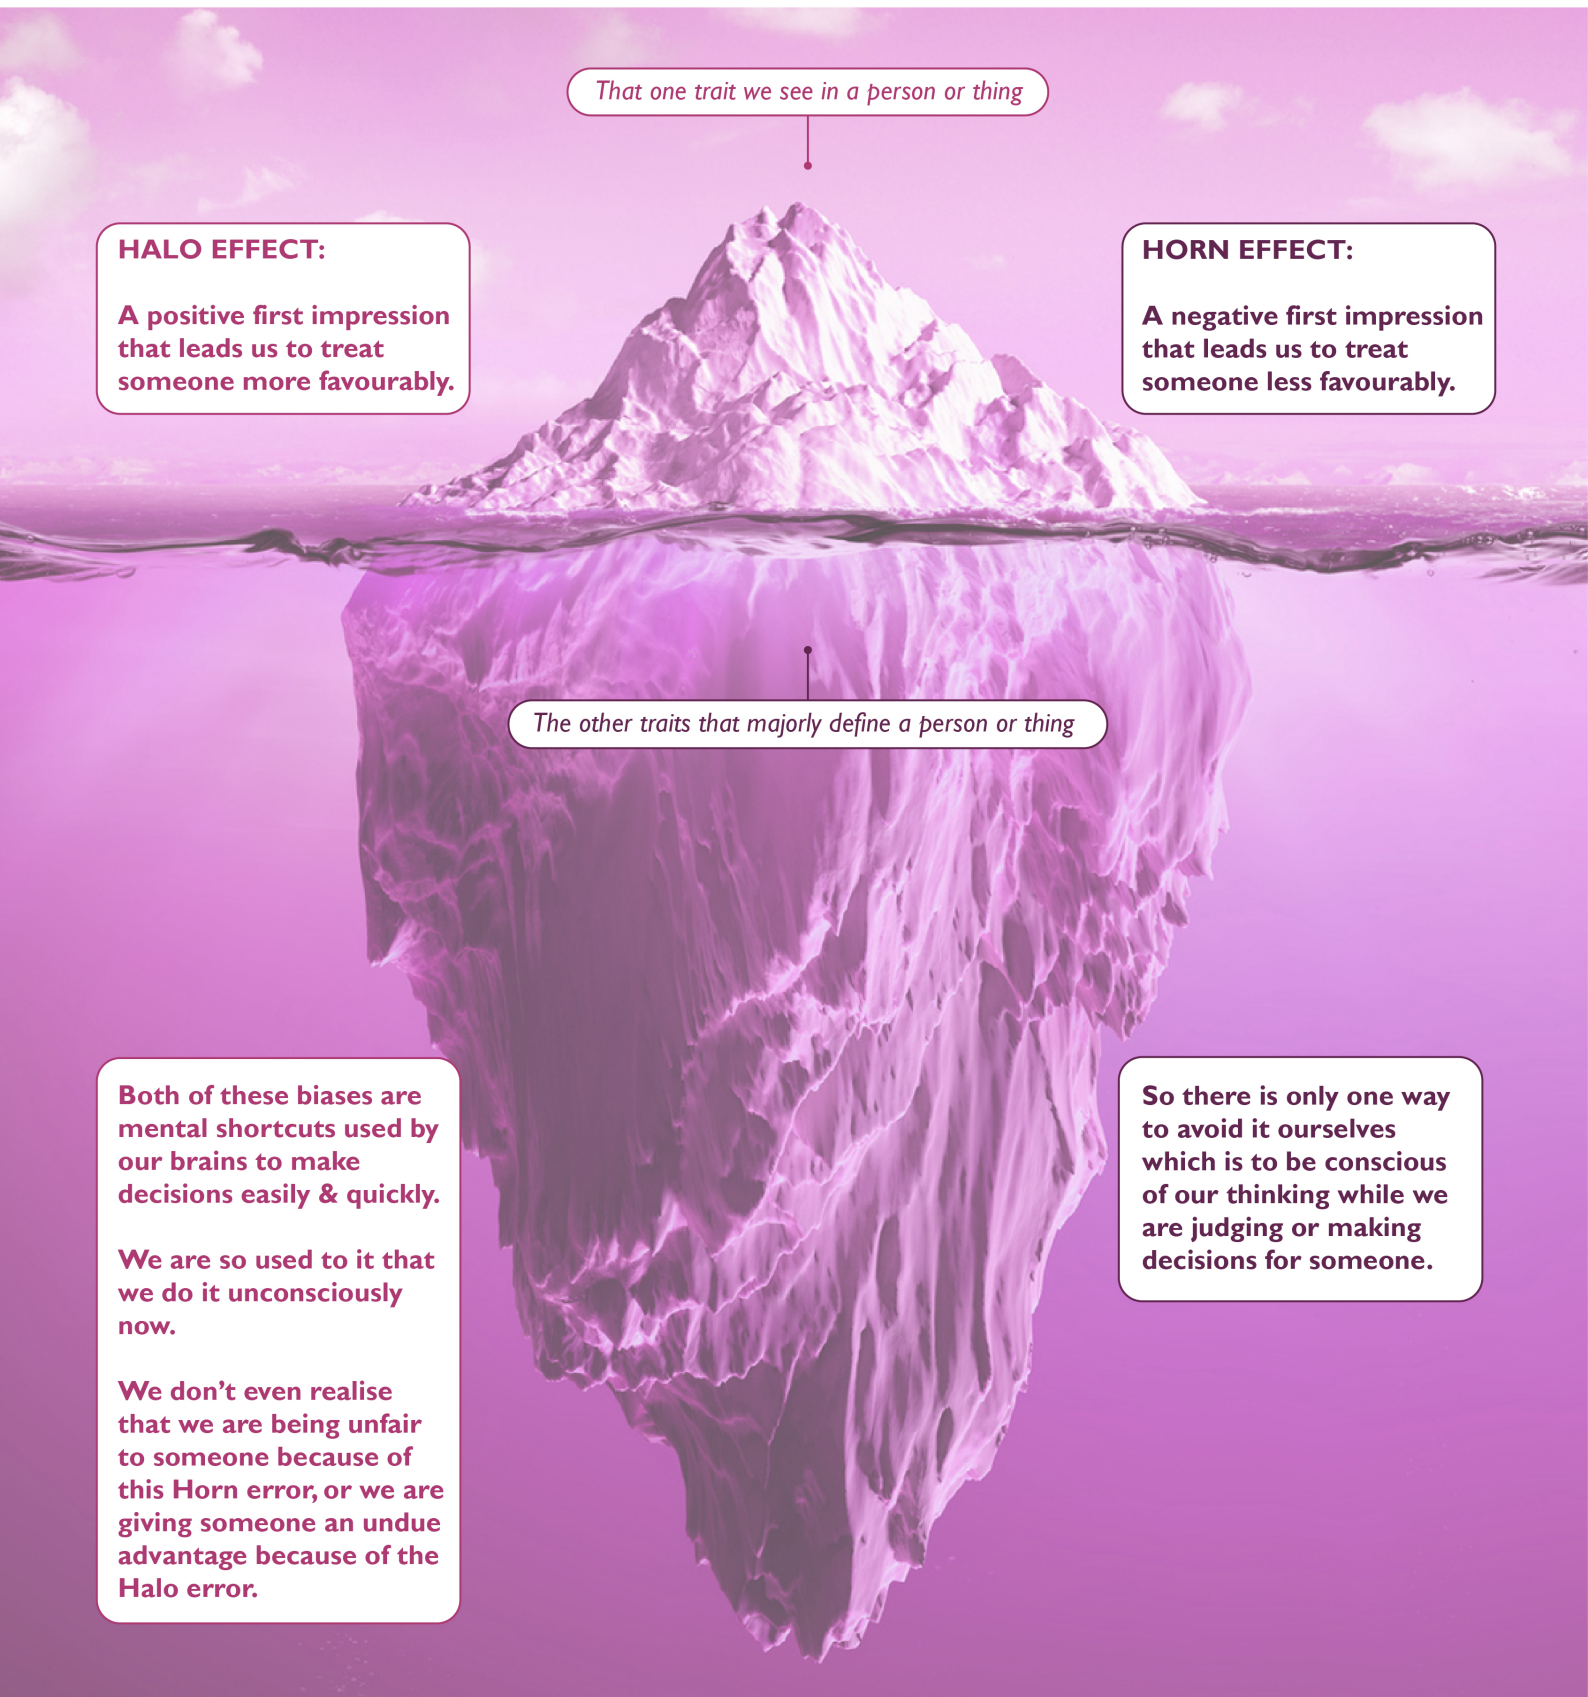 That one trait we see in a person or thing
HALO EFFECT:
A positive first impression
that leads us to treat
someone more favourably.
HORN EFFECT:
A negative first impression
that leads us to treat
someone less favourably.
The other traits that majorly define a person or thing
Both of these biases are
mental shortcuts used by
our brains to make
decisions easily & quickly.
We are so used to it that
we do it unconsciously
now.
We don’t even realise
that we are being unfair
to someone because of
this Horn error, or we are
giving someone an undue
advantage because of the
Halo error.
So there is only one way
to avoid it ourselves
which is to be conscious
of our thinking while we
are judging or making
decisions for someone.